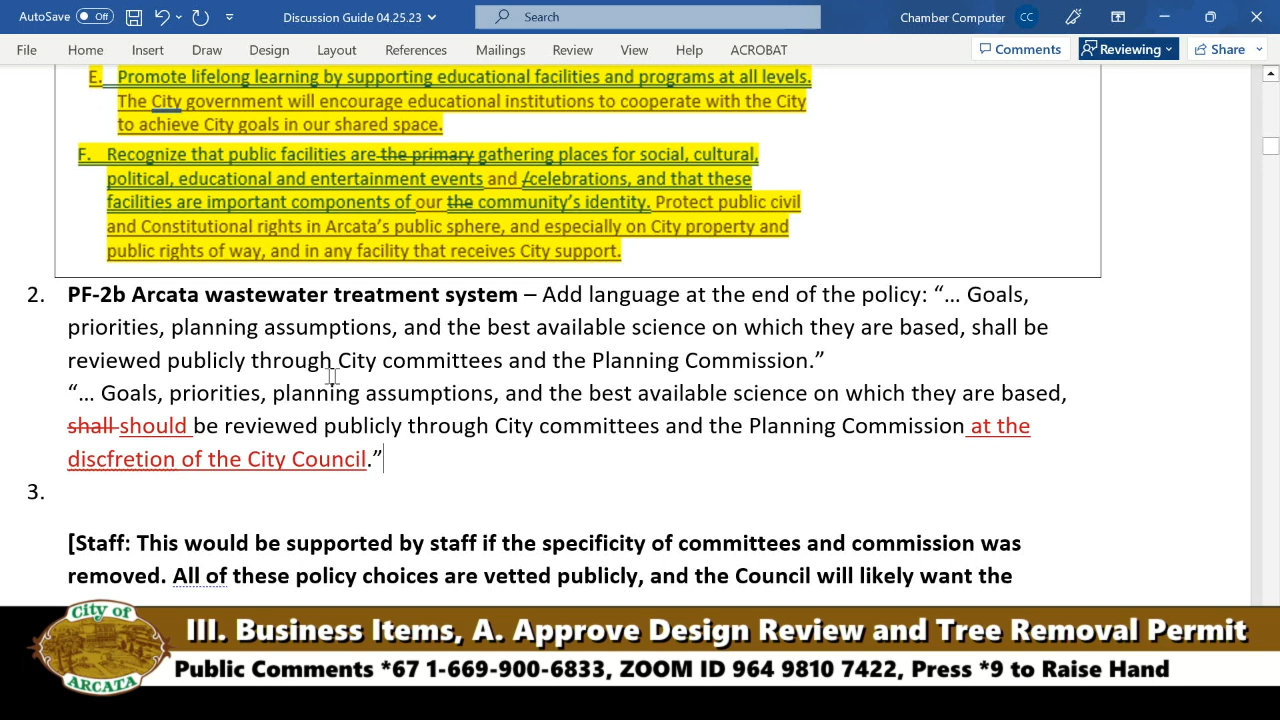 AutoSave Off Discussion Guide 04.25.23 Search Chamber Computer CC
File Home Insert Draw Design Layout References Mailings Review View Help ACROBAT Comments Reviewing Share
E. Promote lifelong learning by supporting educational facilities and programs at all levels.
The City government will encourage educational institutions to cooperate with the City
to achieve City goals in our shared space.
F. Recognize that public facilities are the primary gathering places for social, cultural,
political, educational and entertainment events and /celebrations, and that these
facilities are important components of our the community’s identity. Protect public civil
and Constitutional rights in Arcata’s public sphere, and especially on City property and
public rights of way, and in any facility that receives City support.
2. PF-2b Arcata wastewater treatment system – Add language at the end of the policy: “… Goals,
priorities, planning assumptions, and the best available science on which they are based, shall be
reviewed publicly through City committees and the Planning Commission.”
“… Goals, priorities, planning assumptions, and the best available science on which they are based,
shall should be reviewed publicly through City committees and the Planning Commission at the
discfretion of the City Council.”
3.
[Staff: This would be supported by staff if the specificity of committees and commission was
removed. All of these policy choices are vetted publicly, and the Council will likely want the
City of
ARCATA
III. Business Items, A. Approve Design Review and Tree Removal Permit
Public Comments *67 1-669-900-6833, ZOOM ID 964 9810 7422, Press *9 to Raise Hand